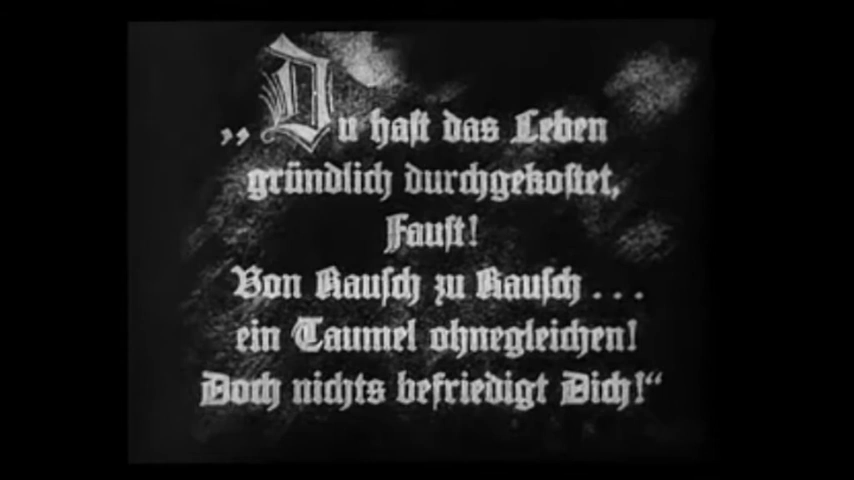 „Du haſt das Leben
gründlich durchgekoſtet,
Fauſt!
Von Rauſch zu Rauſch...
ein Taumel ohnegleichen!
Doch nichts befriedigt Dich!“